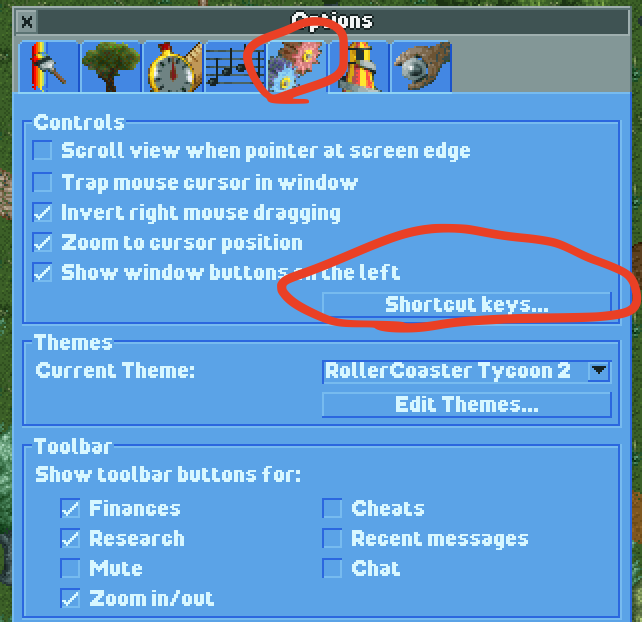 Options
Controls
Scroll view when pointer at screen edge
Trap mouse cursor in window
Invert right mouse dragging
Zoom to cursor position
Show window buttons on the left
Shortcut keys...
Themes
Current Theme: RollerCoaster Tycoon 2
Edit Themes...
Toolbar
Show toolbar buttons for:
Finances Cheats
Research Recent messages
Mute Chat
Zoom in/out